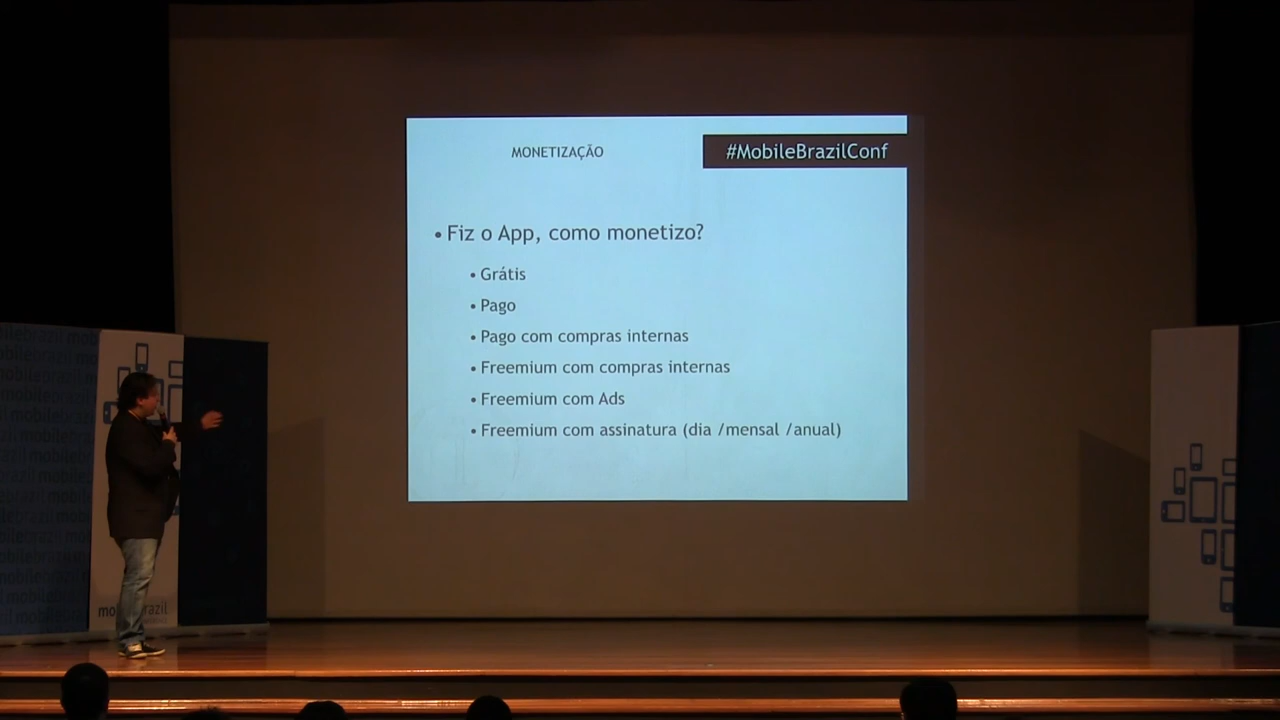 MONETIZAÇÃO
#MobileBrazilConf
• Fiz o App, como monetizo?
• Grátis
• Pago
• Pago com compras internas
• Freemium com compras internas
• Freemium com Ads
• Freemium com assinatura (dia /mensal /anual)